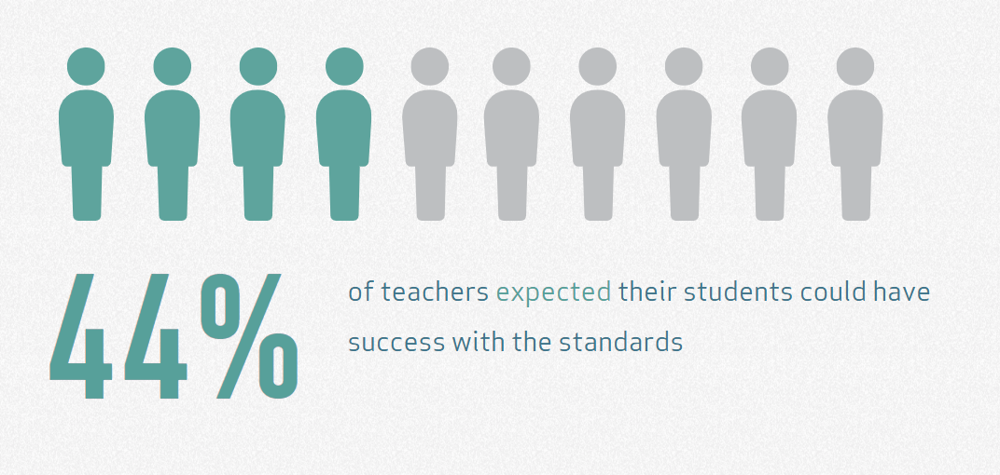 44%
of teachers expected their students could have
success with the standards